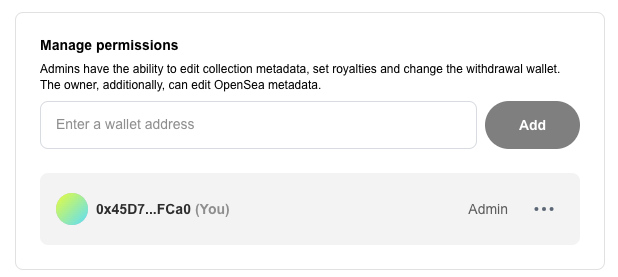 Manage permissions
Admins have the ability to edit collection metadata, set royalties and change the withdrawal wallet.
The owner, additionally, can edit OpenSea metadata.
Enter a wallet address
Add
0x45D7...FCa0 (You)
Admin